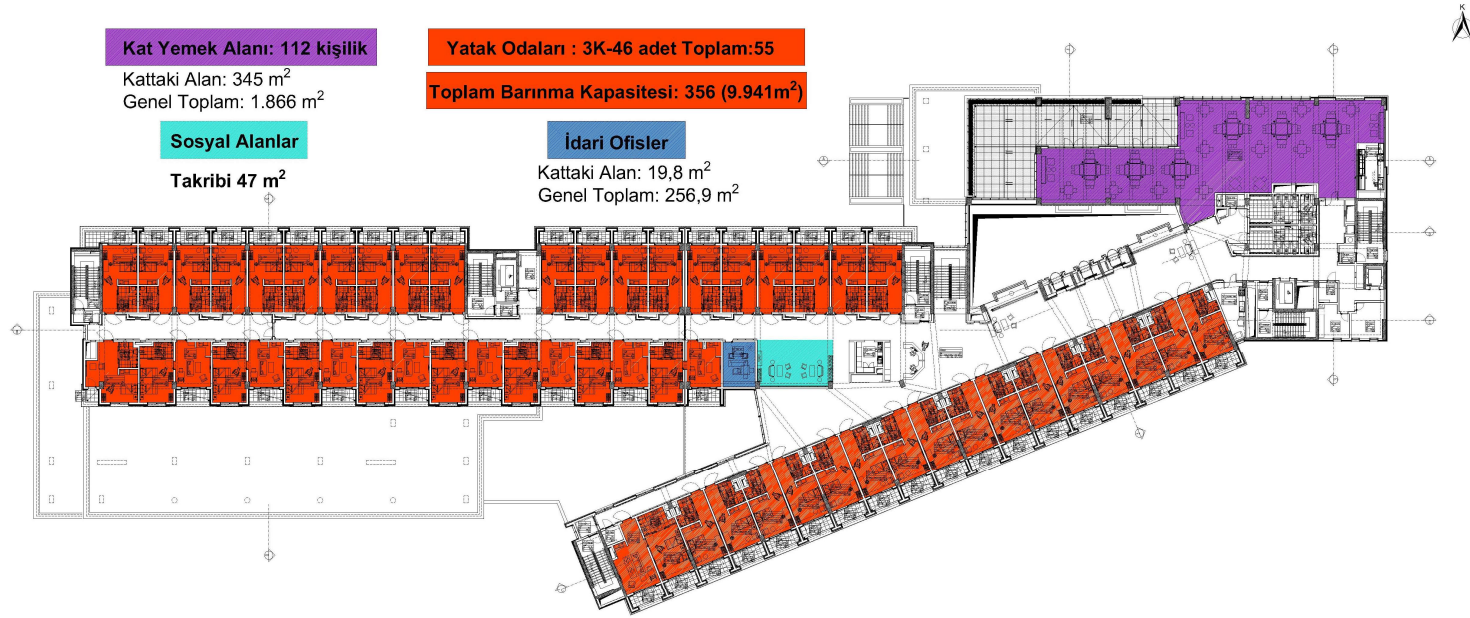 K
Kat Yemek Alanı: 112 kişilik
Kattaki Alan: 345 m²
Genel Toplam: 1.866 m²
Yatak Odaları : 3K-46 adet Toplam:55
Toplam Barınma Kapasitesi: 356 (9.941m²)
Sosyal Alanlar
Takribi 47 m²
İdari Ofisler
Kattaki Alan: 19,8 m²
Genel Toplam: 256,9 m²